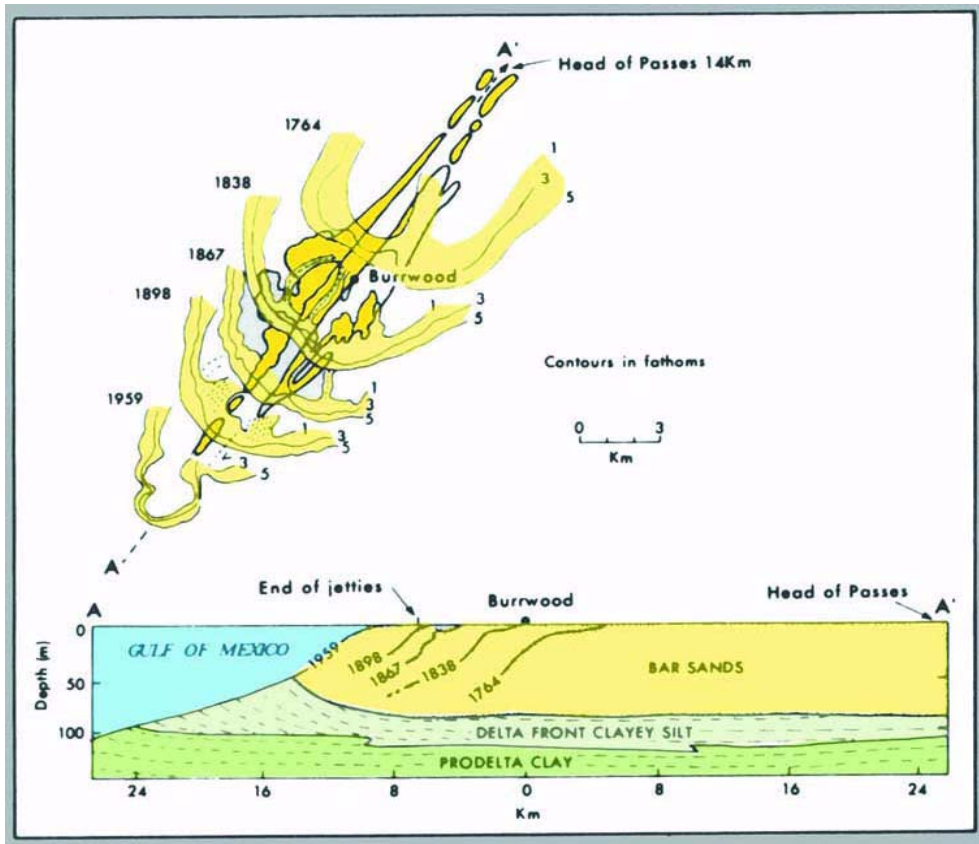 A'
Head of Passes 14Km
1764
1
3
5
1838
1867
Burrwood
1898
1
3
5
Contours in fathoms
1959
1
3
5
0 3
Km
1
3
5
3
5
A
End of jetties
Burrwood
Head of Passes
A
A'
Depth (m)
0
50
100
GULF OF MEXICO
1959
1898
1867
1838
1764
BAR SANDS
DELTA FRONT CLAYEY SILT
PRODELTA CLAY
24 16 8 0 8 16 24
Km